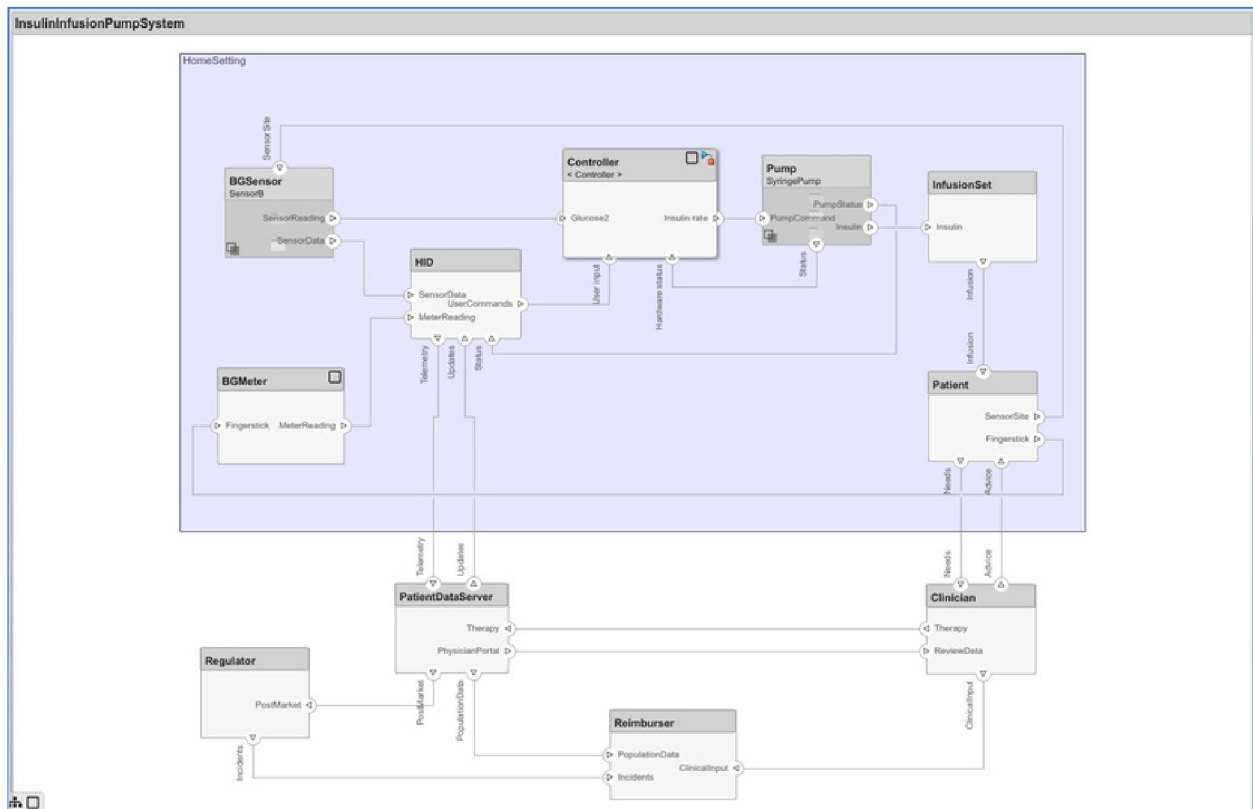 InsulinInfusionPumpSystem
HomeSetting
SensorSite
BGSensor
SensorB
SensorReading
SensorData
Controller
< Controller >
Glucose2
Insulin rate
User input
Hardware status
Pump
SyringePump
PumpStatus
PumpCommand
Insulin
Status
InfusionSet
Insulin
Infusion
HID
SensorData
UserCommands
MeterReading
Telemetry
Updates
Status
BGMeter
Fingerstick
MeterReading
Infusion
Patient
SensorSite
Fingerstick
Needs
Advice
Telemetry
Updates
Needs
Advice
PatientDataServer
Therapy
PhysicianPortal
PostMarket
PopulationData
Clinician
Therapy
ReviewData
ClinicalInput
Regulator
PostMarket
Incidents
Reimburser
PopulationData
ClinicalInput
Incidents